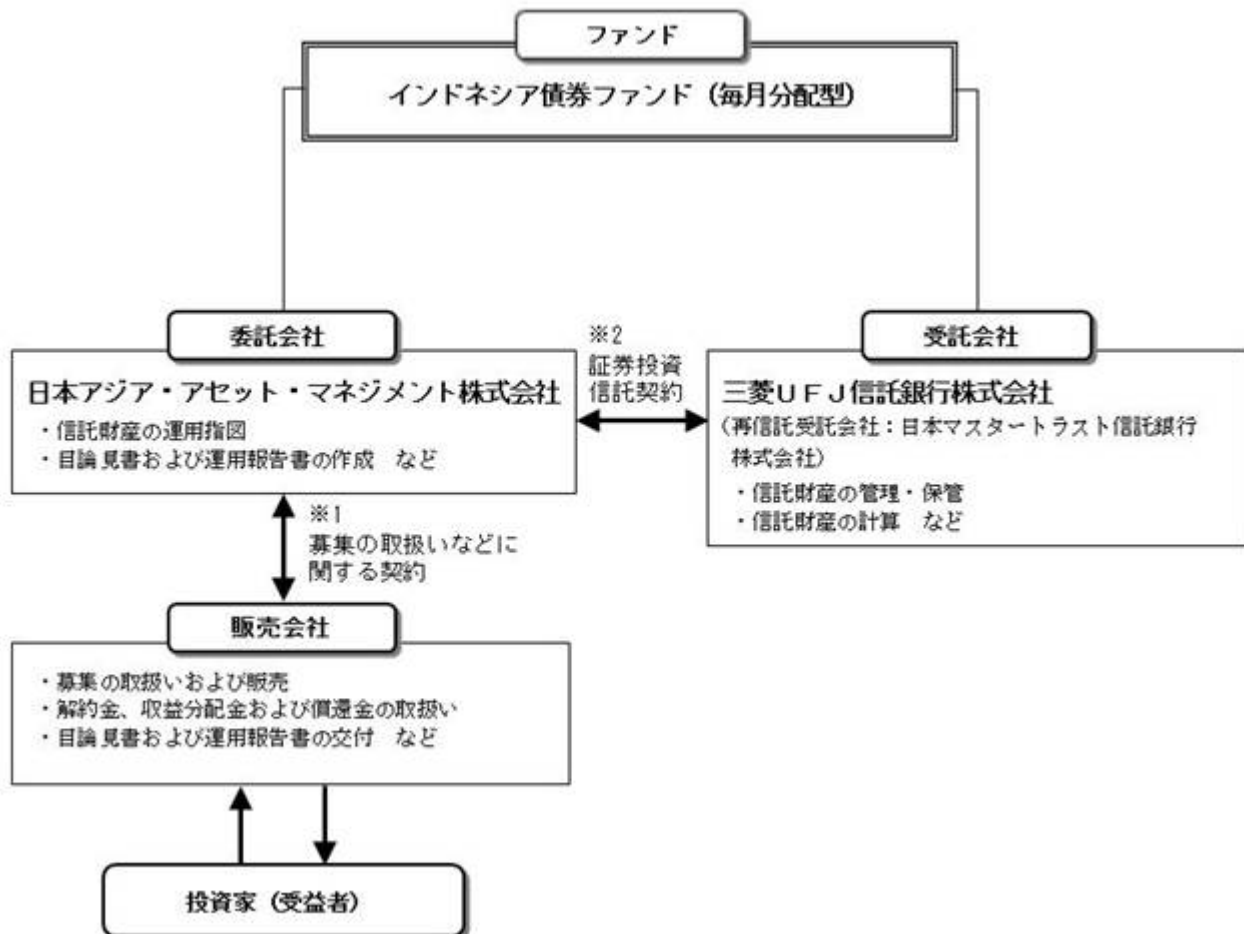 ファンド
インドネシア債券ファンド（毎月分配型）
委託会社
日本アジア・アセット・マネジメント株式会社
・信託財産の運用指図
・目論見書および運用報告書の作成　など
※2
証券投資
信託契約
受託会社
三菱ＵＦＪ信託銀行株式会社
（再信託受託会社：日本マスタートラスト信託銀行
株式会社）
・信託財産の管理・保管
・信託財産の計算　など
※1
募集の取扱いなどに
関する契約
販売会社
・募集の取扱いおよび販売
・解約金、収益分配金および償還金の取扱い
・目論見書および運用報告書の交付　など
投資家（受益者）